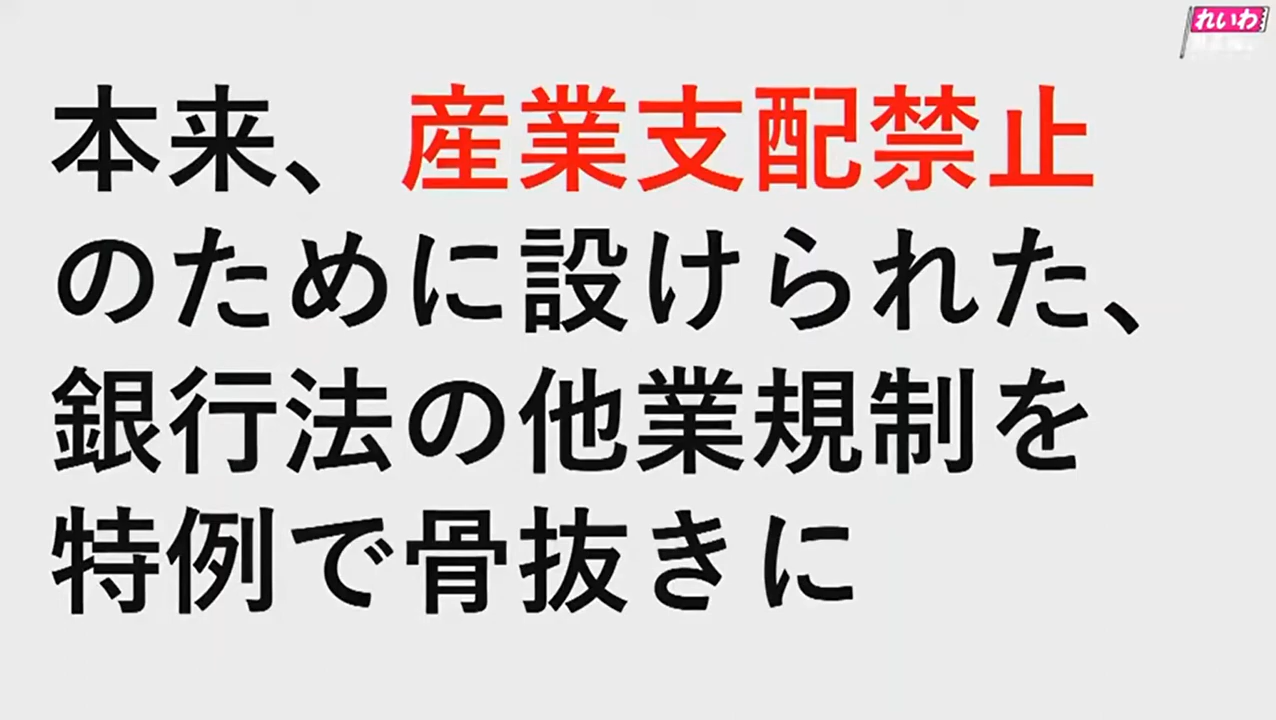 れいわ
本来、産業支配禁止
のために設けられた、
銀行法の他業規制を
特例で骨抜きに